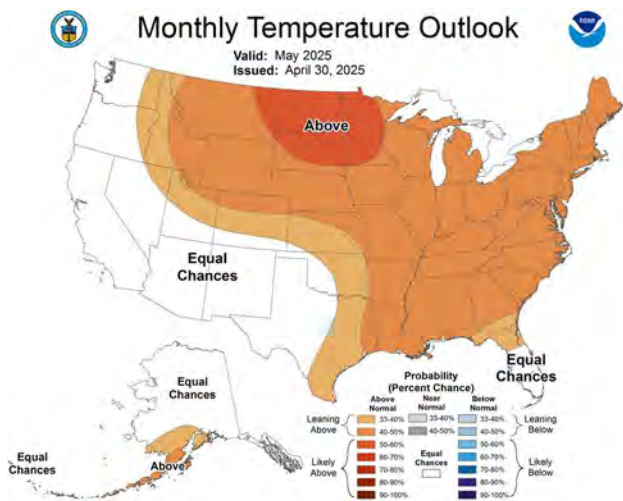 Monthly Temperature Outlook
Valid: May 2025
Issued: April 30, 2025
Above
Equal
Chances
Equal
Chances
Equal
Chances
Equal
Chances
Above
Probability
(Percent Chance)
Above
Normal
Near
Normal
Below
Normal
Leaning
Above
33-40%
33-40%
33-40%
Leaning
Below
40-50%
40-50%
40-50%
Likely
Above
50-60%
60-70%
70-80%
80-90%
90-100%
Equal
Chances
50-60%
60-70%
70-80%
80-90%
90-100%
Likely
Below